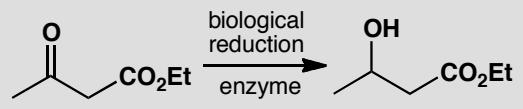 O
CO₂Et
biological
reduction
enzyme
OH
CO₂Et